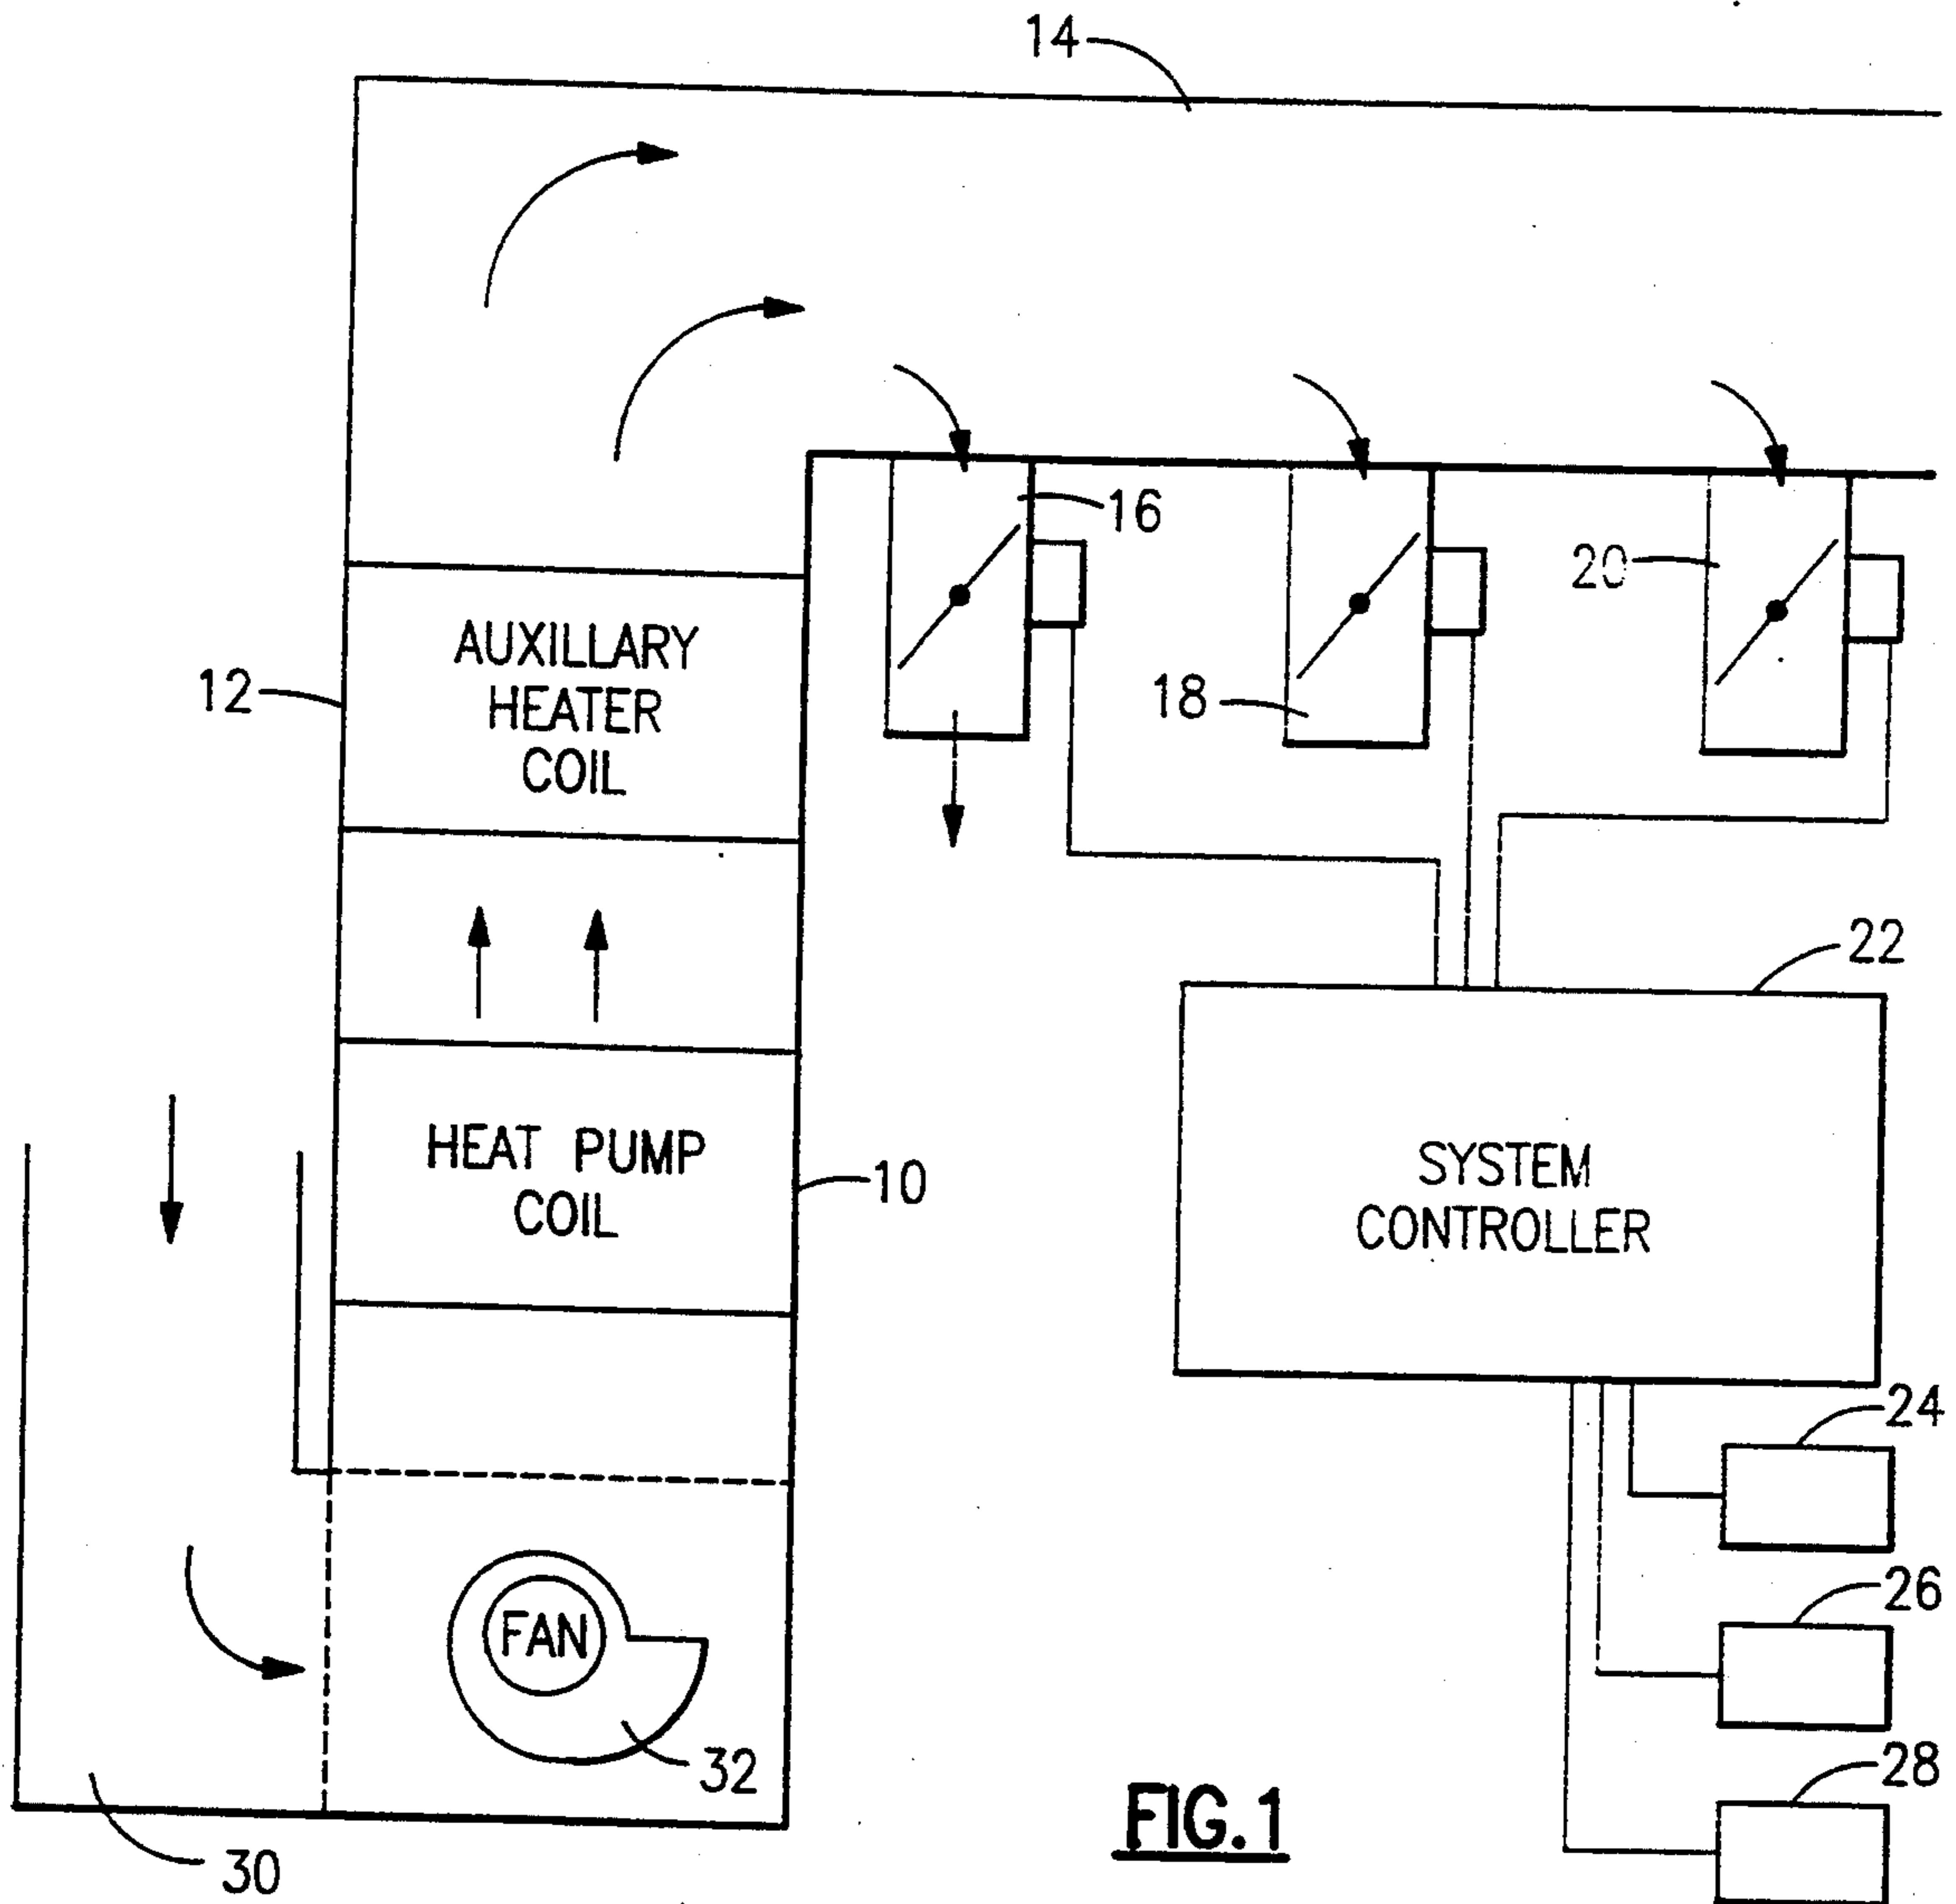 14
16
20
AUXILLARY
HEATER
COIL
12
18
22
HEAT PUMP
COIL
10
SYSTEM
CONTROLLER
24
26
FAN
32
28
30
FIG.1